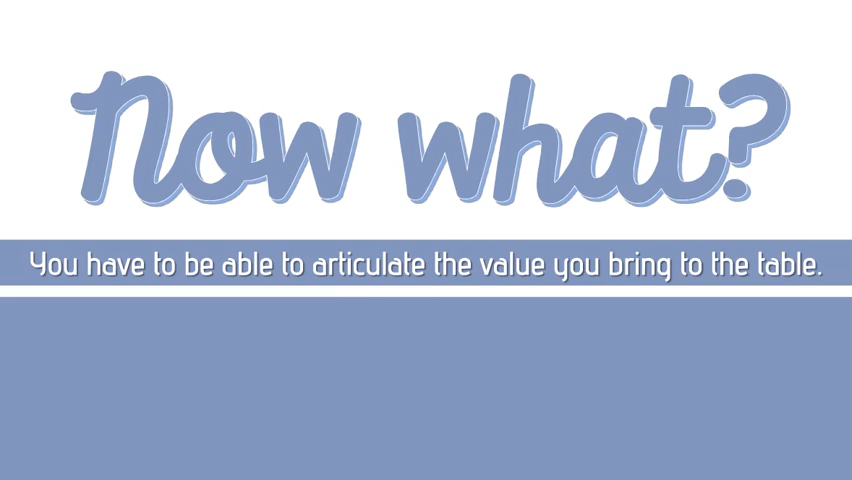 Now what?
You have to be able to articulate the value you bring to the table.